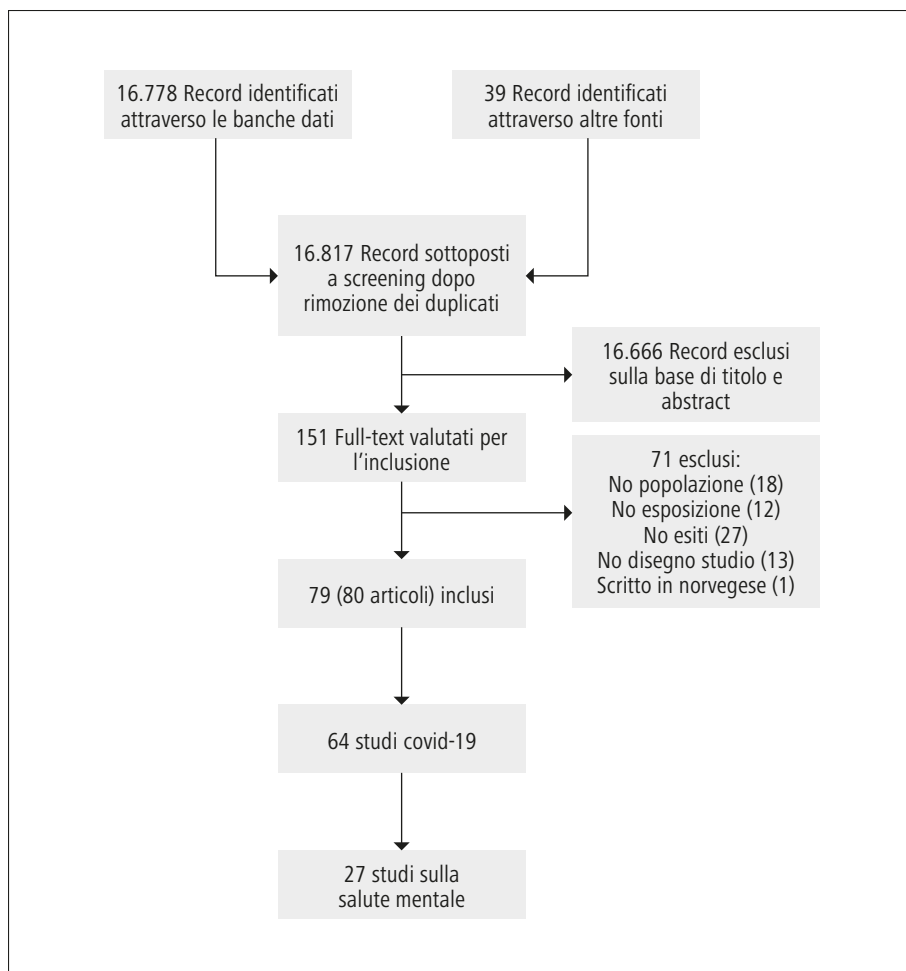 16.778 Record identificati
attraverso le banche dati
39 Record identificati
attraverso altre fonti
16.817 Record sottoposti
a screening dopo
rimozione dei duplicati
16.666 Record esclusi
sulla base di titolo e
abstract
151 Full-text valutati per
l’inclusione
71 esclusi:
No popolazione (18)
No esposizione (12)
No esiti (27)
No disegno studio (13)
Scritto in norvegese (1)
79 (80 articoli) inclusi
64 studi covid-19
27 studi sulla
salute mentale